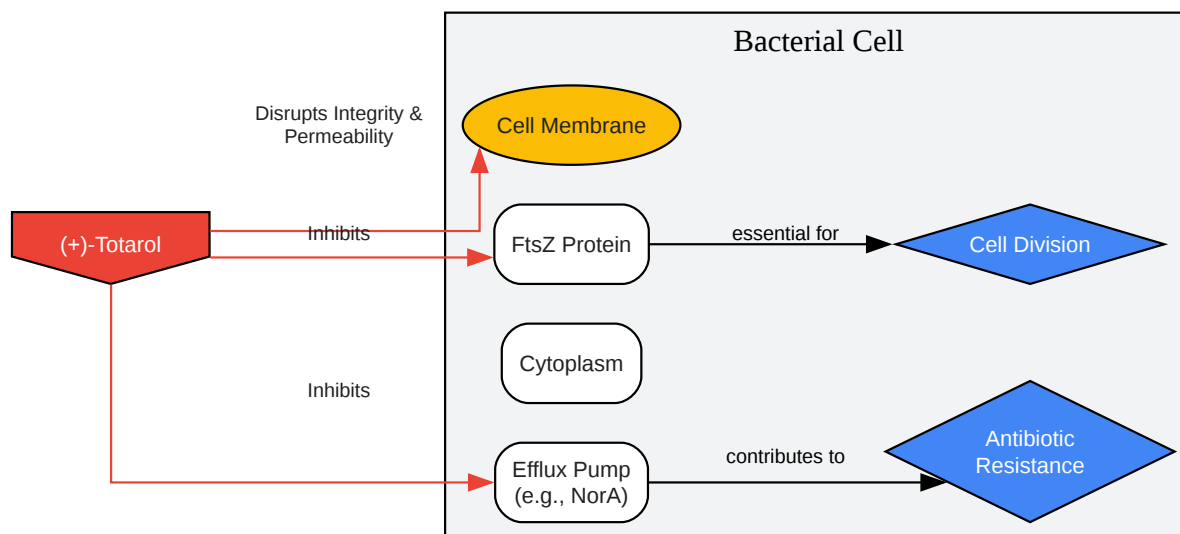 Bacterial Cell
Disrupts Integrity &
Permeability
Cell Membrane
(+)-Totarol
Inhibits
FtsZ Protein
essential for
Cell Division
Cytoplasm
Inhibits
Efflux Pump
(e.g., NorA)
contributes to
Antibiotic
Resistance